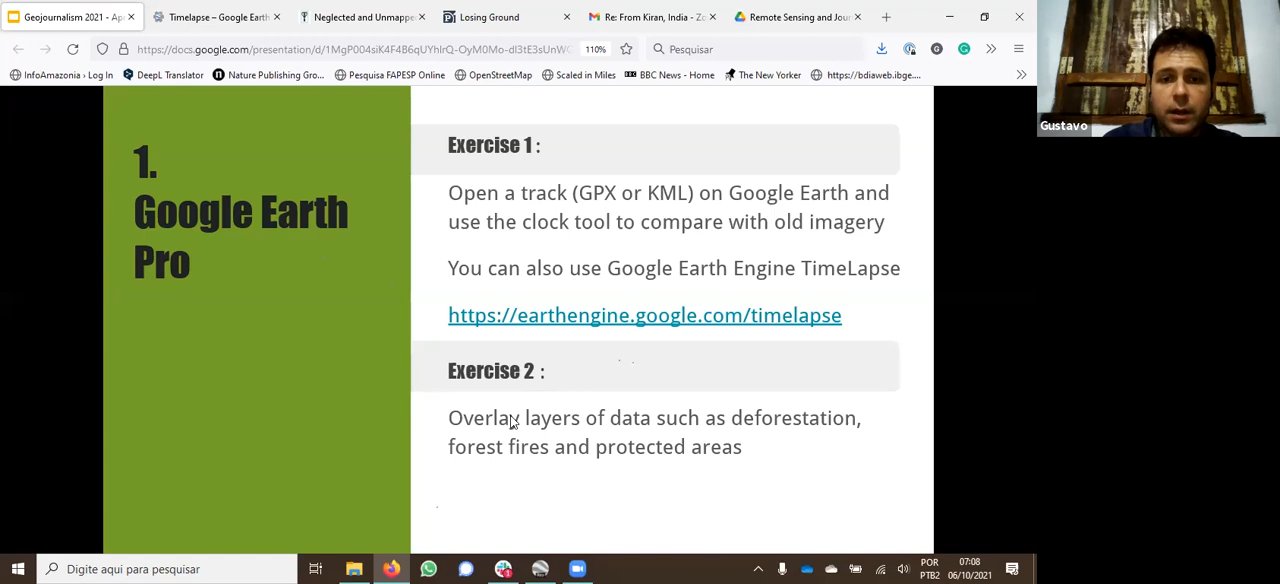 Geojournalism 2021 - Ap
Timelapse – Google Earth
Neglected and Unmappe
Losing Ground
Re: From Kiran, India - Zo
Remote Sensing and Jour
https://docs.google.com/presentation/d/
110%
Pesquisar
InfoAmazonia › Log In
DeepL Translator
Nature Publishing Gro...
Pesquisa FAPESP Online
OpenStreetMap
Scaled in Miles
BBC News - Home
The New Yorker
https://bdiaweb.ibge....
Gustavo
1.
Google Earth
Pro
Exercise 1 :
Open a track (GPX or KML) on Google Earth and
use the clock tool to compare with old imagery
You can also use Google Earth Engine TimeLapse
https://earthengine.google.com/timelapse
Exercise 2 :
Overlay layers of data such as deforestation,
forest fires and protected areas
Digite aqui para pesquisar
POR
PTB2
07:08
06/10/2021